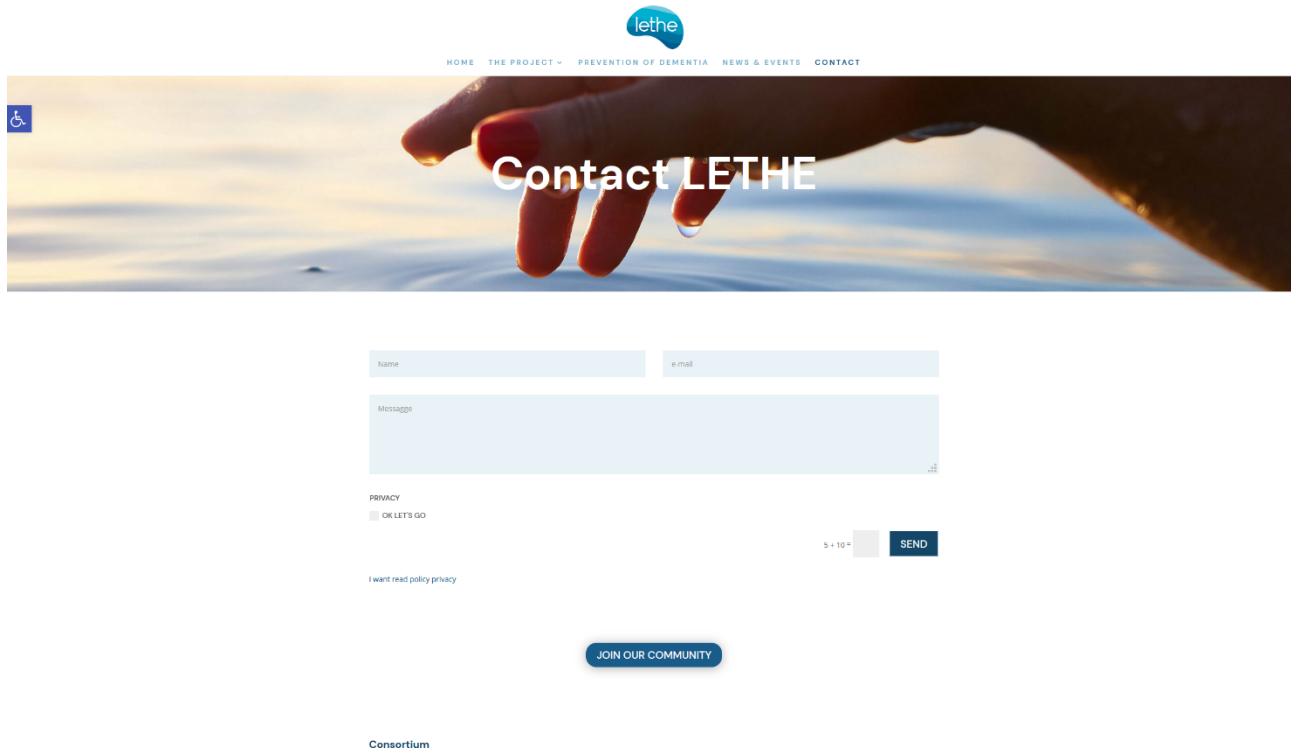 lethe
HOME THE PROJECT PREVENTION OF DEMENTIA NEWS & EVENTS CONTACT
Contact LETHE
Name e-mail
Messagge
PRIVACY
OK LET'S GO
5 + 10 = SEND
I want read policy privacy
JOIN OUR COMMUNITY
Consortium